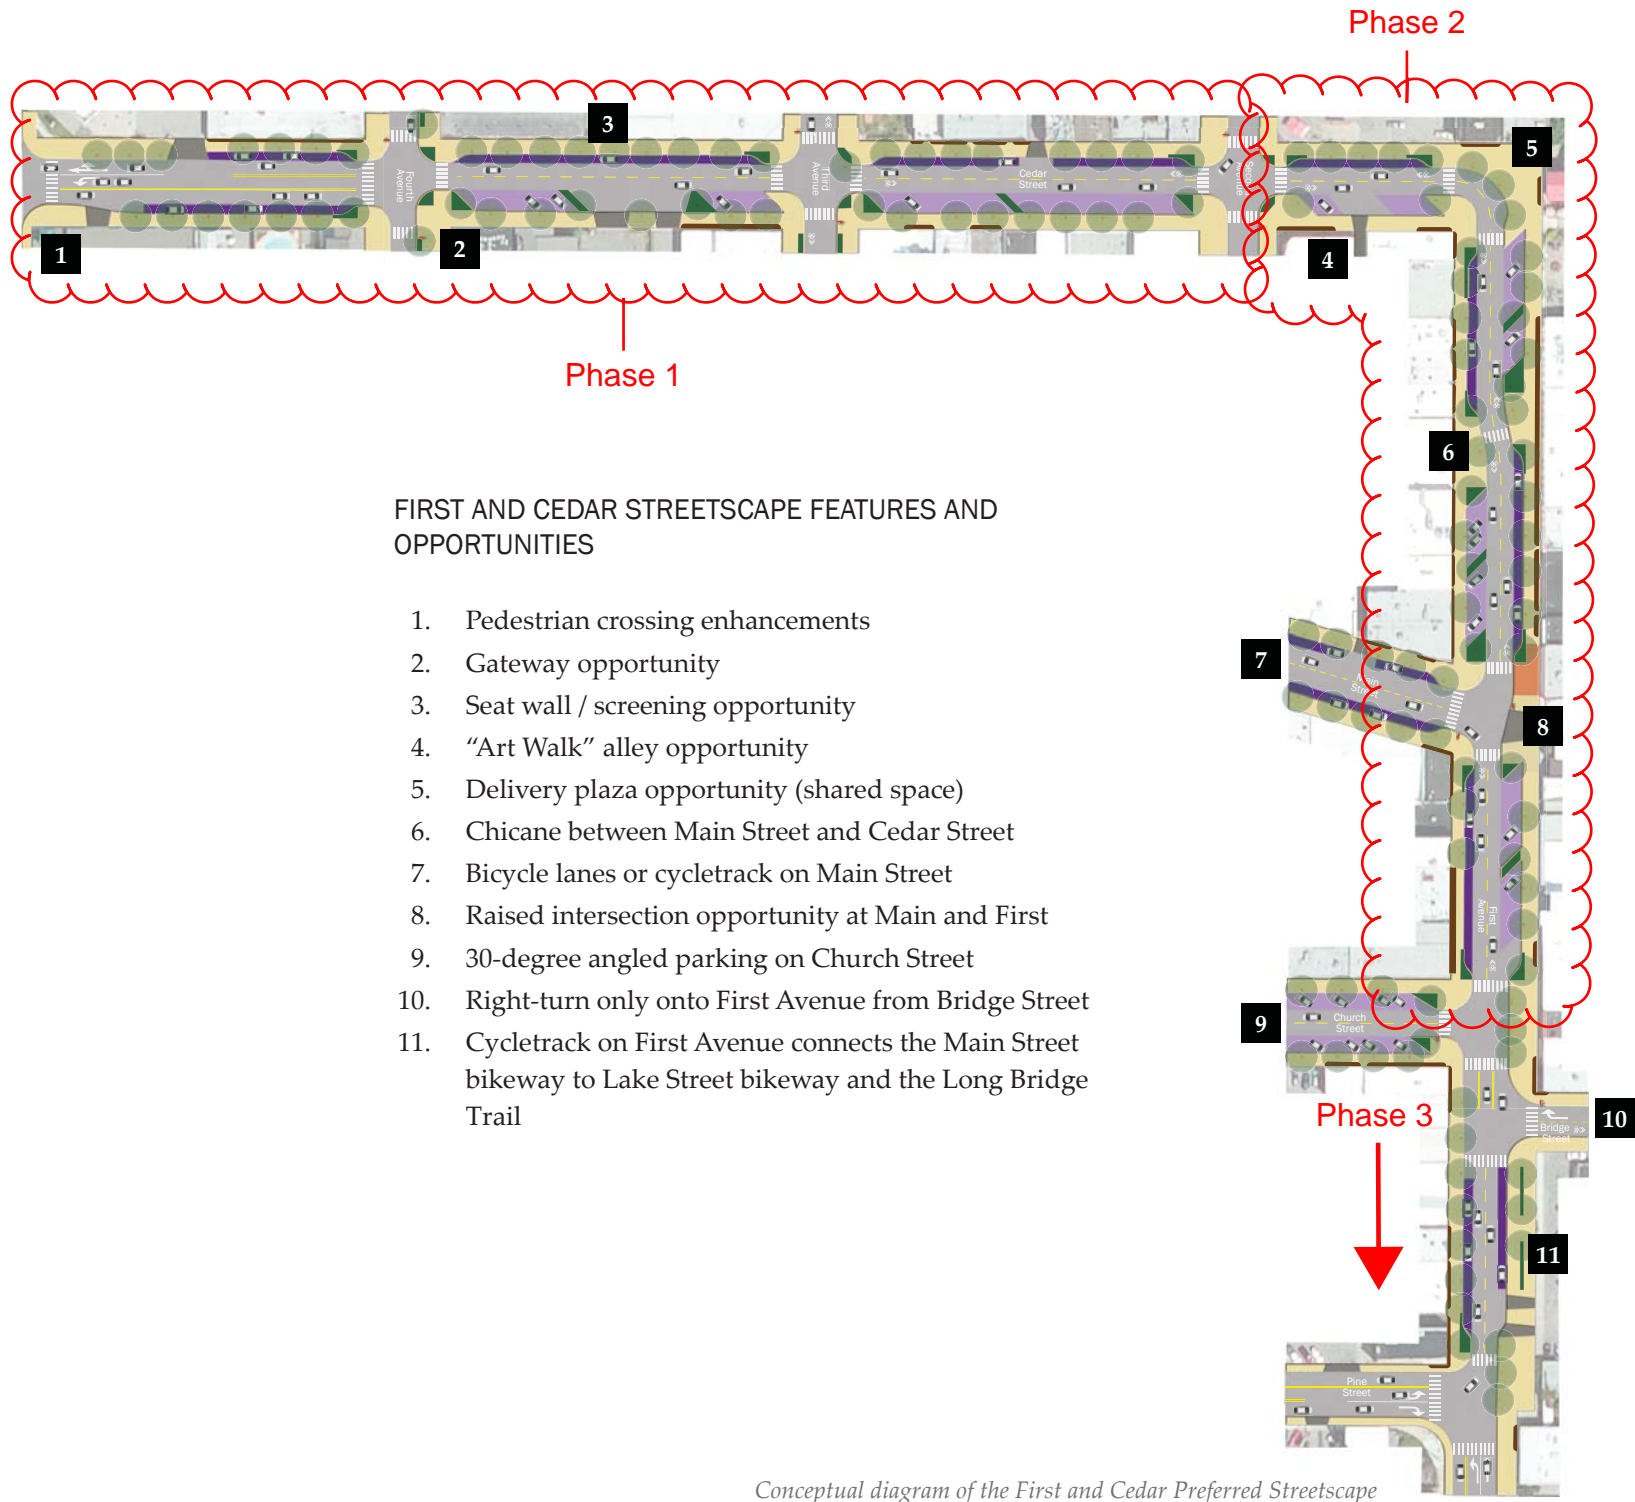 Phase 2
3
5
Fourth
Avenue
Third
Avenue
Cedar
Street
Second
Avenue
1
2
4
Phase 1
6
FIRST AND CEDAR STREETSCAPE FEATURES AND
OPPORTUNITIES
1. Pedestrian crossing enhancements
2. Gateway opportunity
3. Seat wall / screening opportunity
4. “Art Walk” alley opportunity
5. Delivery plaza opportunity (shared space)
6. Chicane between Main Street and Cedar Street
7. Bicycle lanes or cycletrack on Main Street
8. Raised intersection opportunity at Main and First
9. 30-degree angled parking on Church Street
10. Right-turn only onto First Avenue from Bridge Street
11. Cycletrack on First Avenue connects the Main Street
bikeway to Lake Street bikeway and the Long Bridge
Trail
7
Main
Street
8
First
Avenue
9
Church
Street
Phase 3
10
Bridge
Street
11
Pine
Street
Conceptual diagram of the First and Cedar Preferred Streetscape